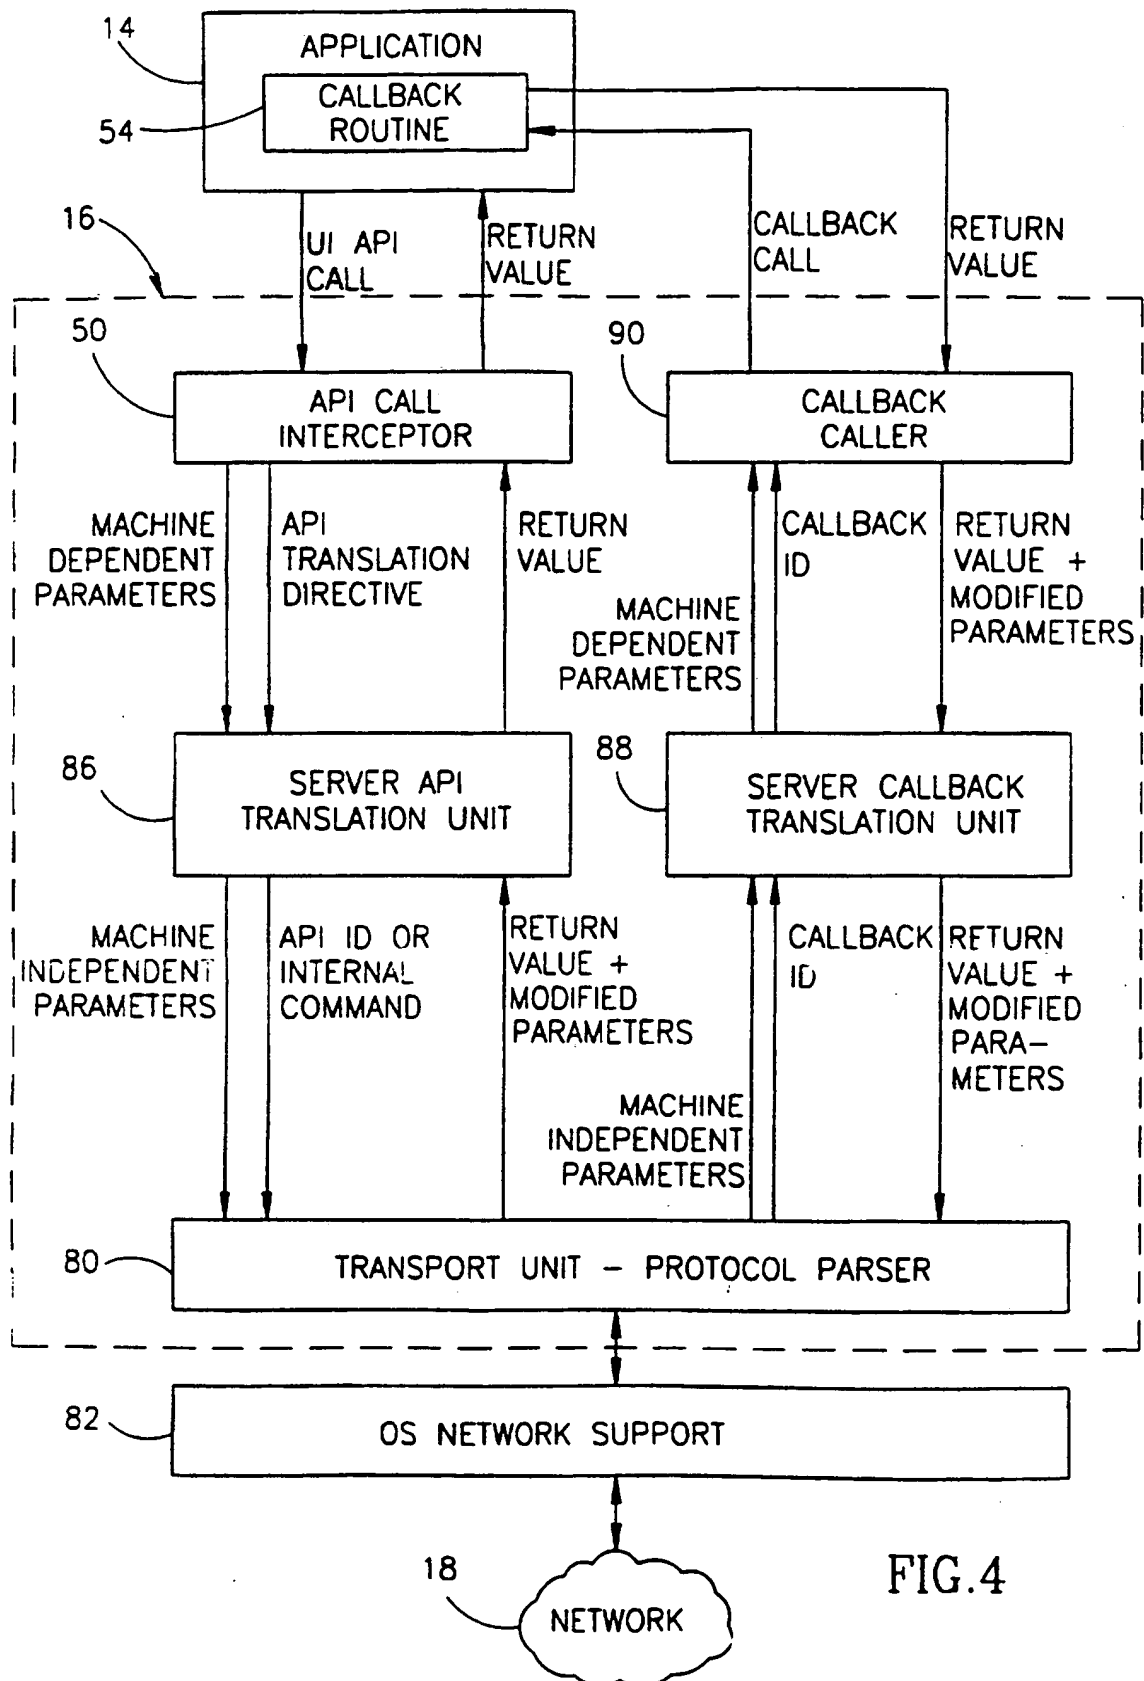 14
APPLICATION
CALLBACK
ROUTINE
54
16
UI API
CALL
RETURN
VALUE
CALLBACK
CALL
RETURN
VALUE
50
API CALL
INTERCEPTOR
90
CALLBACK
CALLER
MACHINE
DEPENDENT
PARAMETERS
API
TRANSLATION
DIRECTIVE
RETURN
VALUE
CALLBACK
ID
MACHINE
DEPENDENT
PARAMETERS
RETURN
VALUE +
MODIFIED
PARAMETERS
86
SERVER API
TRANSLATION UNIT
88
SERVER CALLBACK
TRANSLATION UNIT
MACHINE
INDEPENDENT
PARAMETERS
API ID OR
INTERNAL
COMMAND
RETURN
VALUE +
MODIFIED
PARAMETERS
CALLBACK
ID
MACHINE
INDEPENDENT
PARAMETERS
RETURN
VALUE +
MODIFIED
PARA-
METERS
80
TRANSPORT UNIT - PROTOCOL PARSER
82
OS NETWORK SUPPORT
18
NETWORK
FIG.4